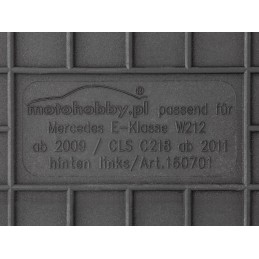 motohobby.pl passend für
Mercedes E-Klasse W212
ab 2009 / CLS C218 ab 2011
hinten links/Art.160701